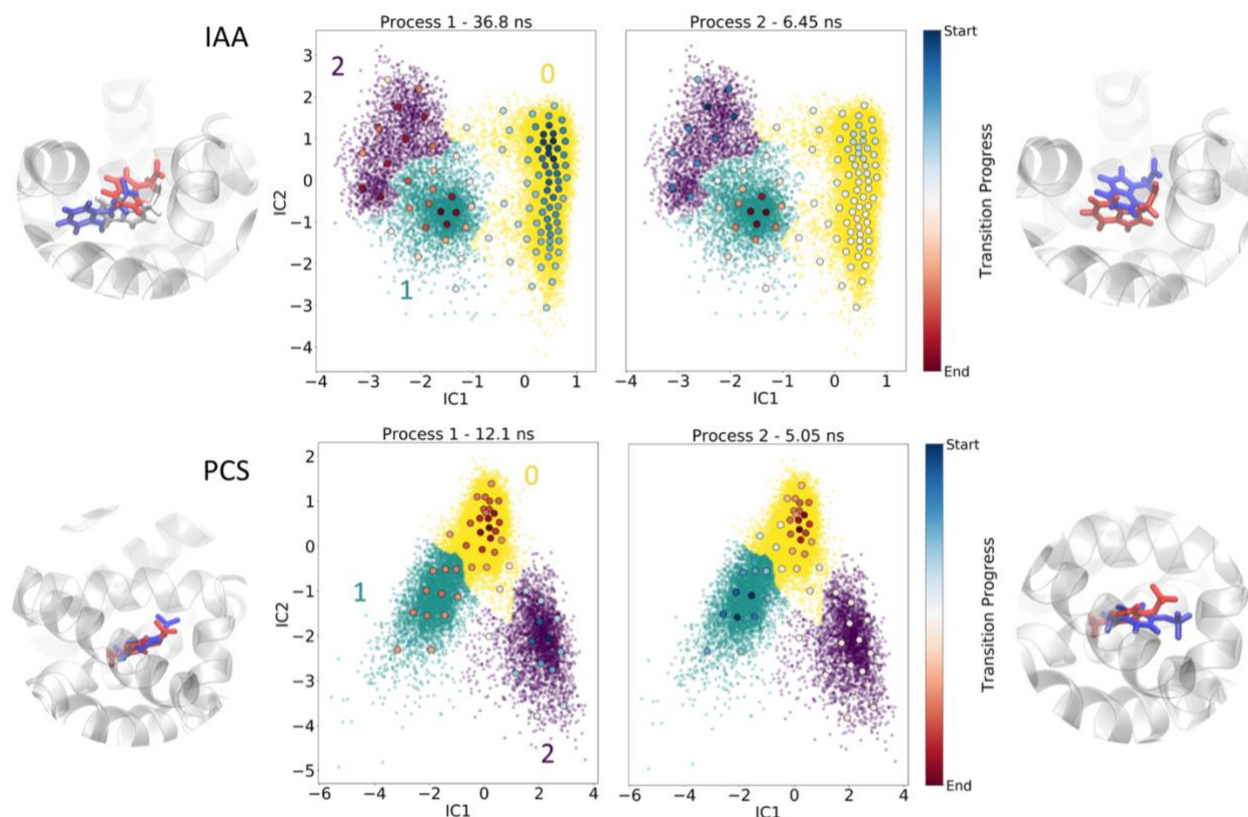 IAA
Process 1 - 36.8 ns
Process 2 - 6.45 ns
2
0
1
3
2
1
0
−1
−2
−3
−4
IC2
−4 −3 −2 −1 0 1
IC1
−4 −3 −2 −1 0 1
IC1
Start
Transition Progress
End
PCS
Process 1 - 12.1 ns
Process 2 - 5.05 ns
0
1
2
2
1
0
−1
−2
−3
−4
−5
IC2
−6 −4 −2 0 2 4
IC1
−6 −4 −2 0 2 4
IC1
Start
Transition Progress
End